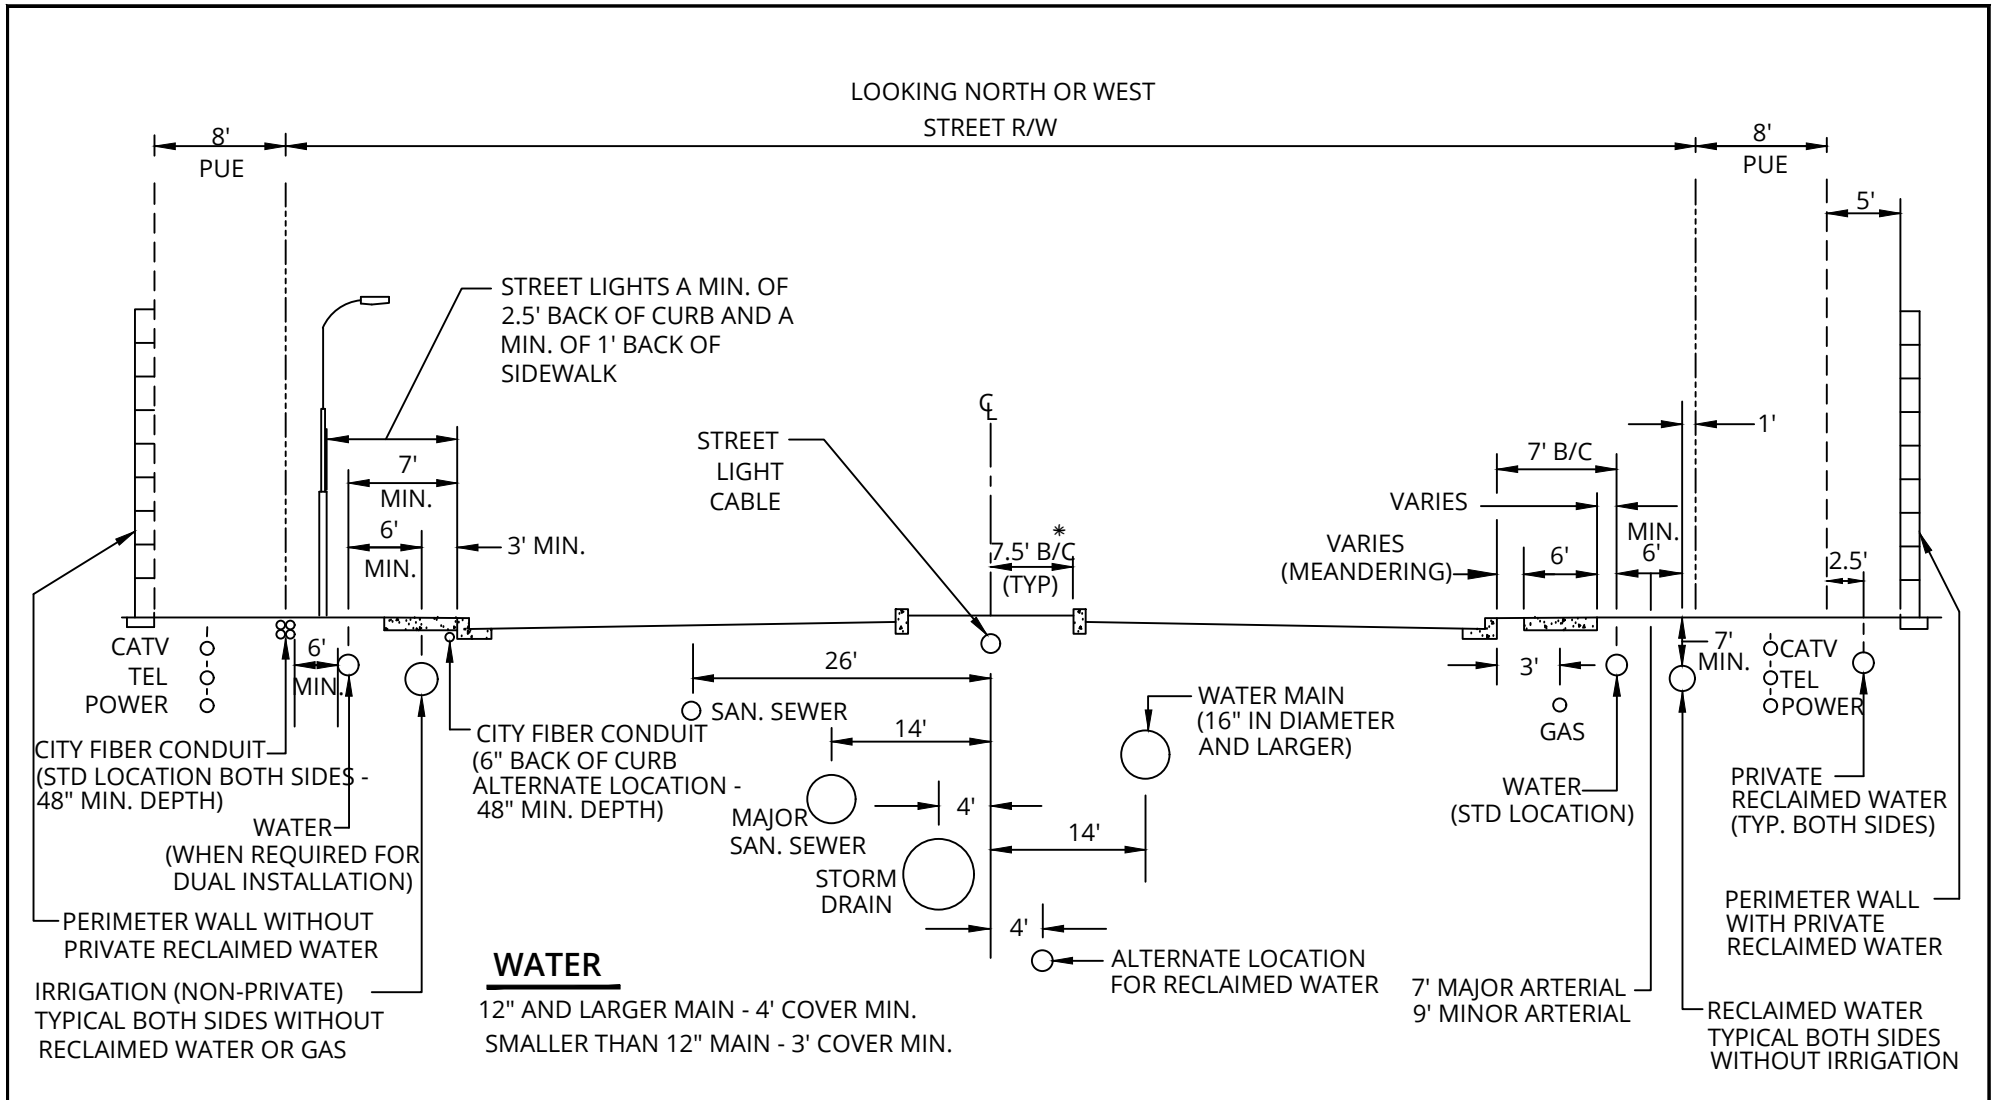 LOOKING NORTH OR WEST
STREET R/W
8'
PUE
8'
PUE
5'
STREET LIGHTS A MIN. OF
2.5' BACK OF CURB AND A
MIN. OF 1' BACK OF
SIDEWALK
℄
STREET
LIGHT
CABLE
7'
MIN.
6'
MIN.
3' MIN.
*
7.5' B/C
(TYP)
1'
7' B/C
VARIES
VARIES
(MEANDERING)
6'
MIN.
6'
2.5'
CATV
TEL
POWER
6'
MIN.
26'
SAN. SEWER
14'
MAJOR
SAN. SEWER
4'
STORM
DRAIN
WATER MAIN
(16" IN DIAMETER
AND LARGER)
14'
4'
ALTERNATE LOCATION
FOR RECLAIMED WATER
3'
GAS
7'
MIN.
CATV
TEL
POWER
CITY FIBER CONDUIT
(STD LOCATION BOTH SIDES -
48" MIN. DEPTH)
CITY FIBER CONDUIT
(6" BACK OF CURB
ALTERNATE LOCATION -
48" MIN. DEPTH)
WATER
(WHEN REQUIRED FOR
DUAL INSTALLATION)
PERIMETER WALL WITHOUT
PRIVATE RECLAIMED WATER
IRRIGATION (NON-PRIVATE)
TYPICAL BOTH SIDES WITHOUT
RECLAIMED WATER OR GAS
WATER
12" AND LARGER MAIN - 4' COVER MIN.
SMALLER THAN 12" MAIN - 3' COVER MIN.
WATER
(STD LOCATION)
PRIVATE
RECLAIMED WATER
(TYP. BOTH SIDES)
PERIMETER WALL
WITH PRIVATE
RECLAIMED WATER
7' MAJOR ARTERIAL
9' MINOR ARTERIAL
RECLAIMED WATER
TYPICAL BOTH SIDES
WITHOUT IRRIGATION